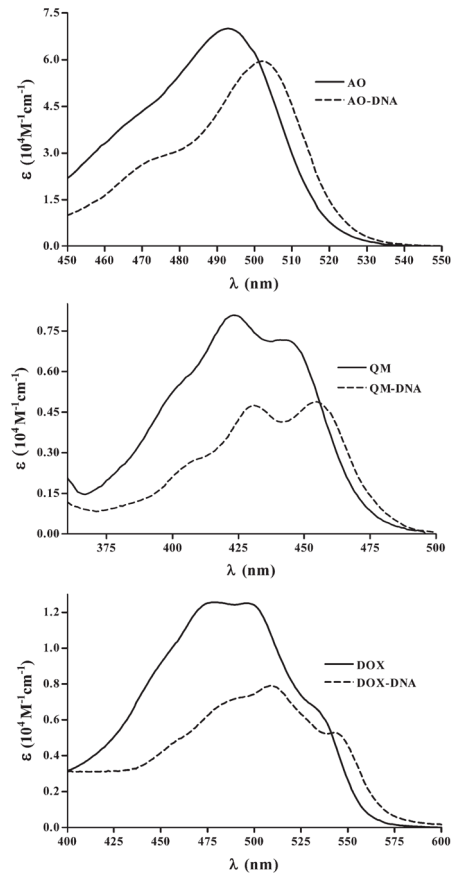 7.5
6.0
4.5
3.0
1.5
0.0
ε (10⁴M⁻¹cm⁻¹)
AO
AO-DNA
450 460 470 480 490 500 510 520 530 540 550
λ (nm)
0.75
0.60
0.45
0.30
0.15
0.00
ε (10⁴M⁻¹cm⁻¹)
QM
QM-DNA
375 400 425 450 475 500
λ (nm)
1.2
1.0
0.8
0.6
0.4
0.2
0.0
ε (10⁴M⁻¹cm⁻¹)
DOX
DOX-DNA
400 425 450 475 500 525 550 575 600
λ (nm)